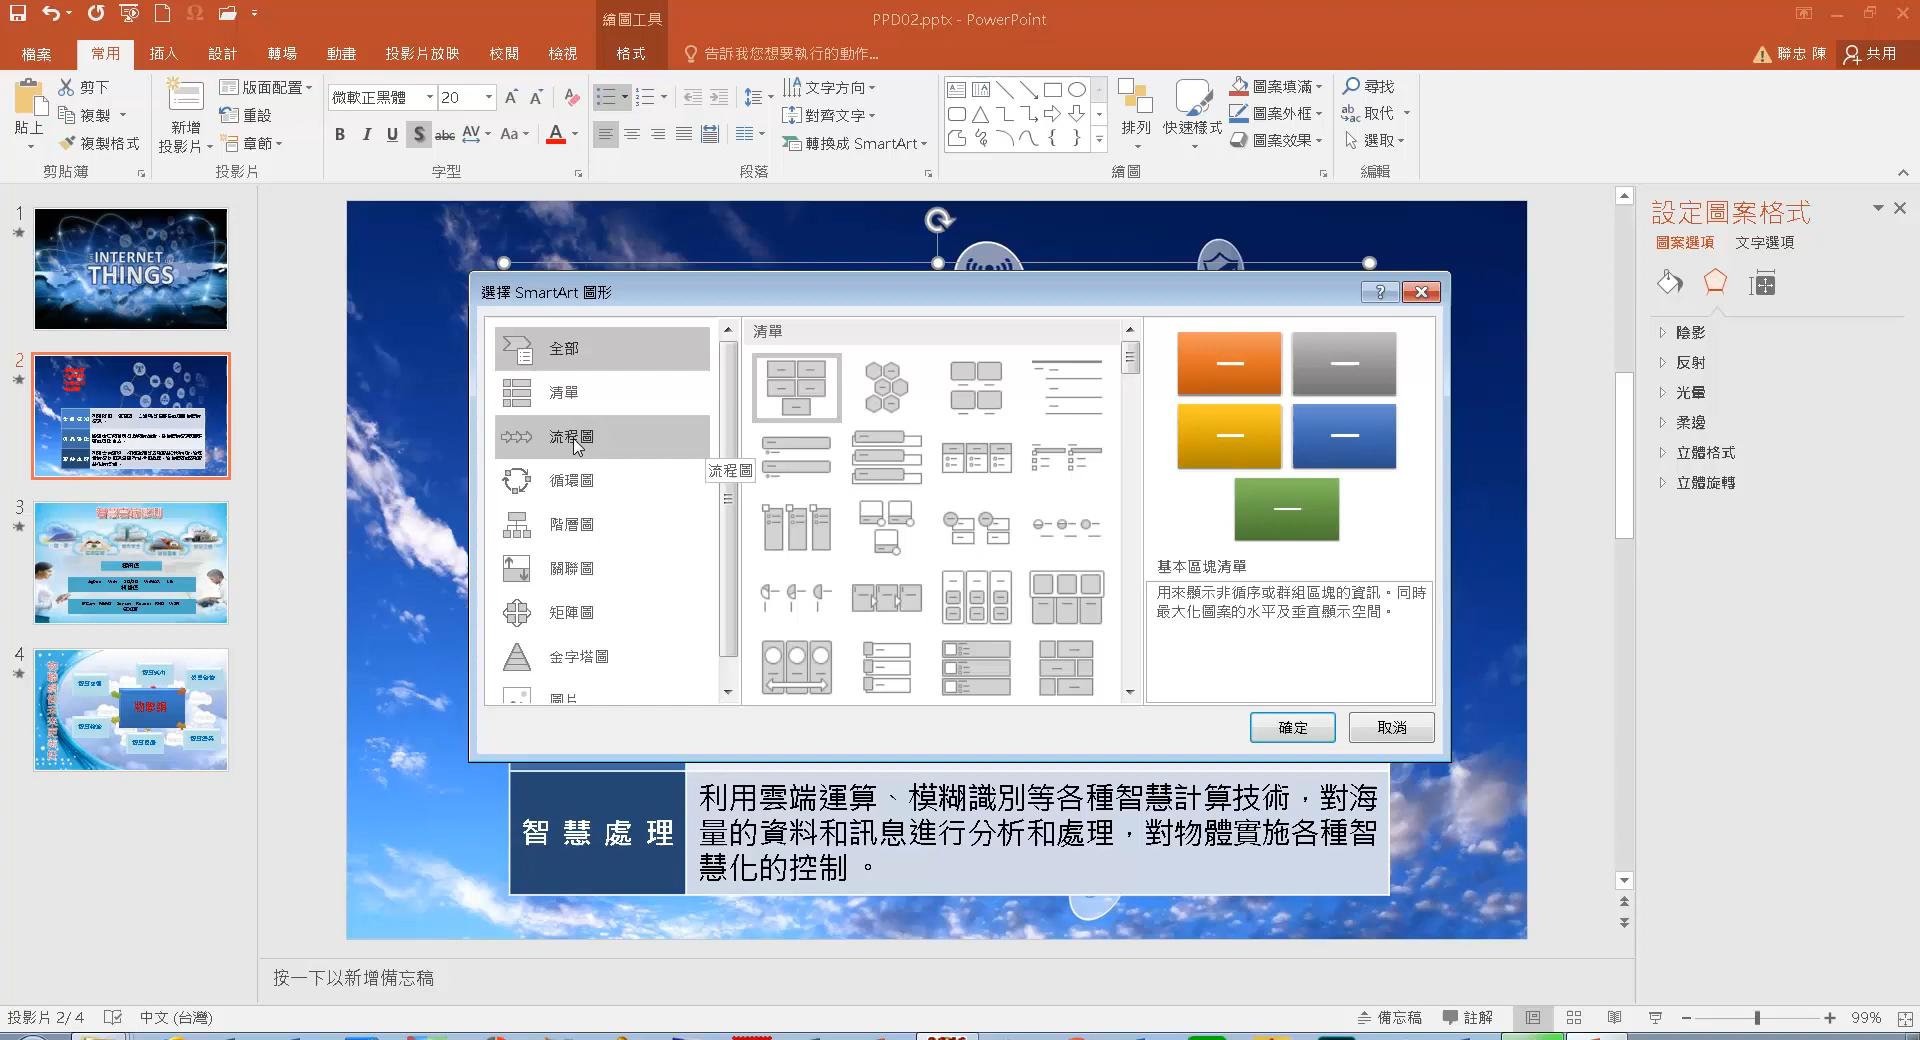 繪圖工具
PPD02.pptx - PowerPoint
檔案
常用
插入
設計
轉場
動畫
投影片放映
校閱
檢視
格式
告訴我您想要執行的動作...
聯忠 陳
共用
貼上
剪下
複製
複製格式
剪貼簿
新增
投影片
版面配置
重設
章節
投影片
微軟正黑體
20
A
A
B
I
U
S
abc
AV
Aa
A
字型
文字方向
對齊文字
轉換成 SmartArt
段落
排列
快速樣式
圖案填滿
圖案外框
圖案效果
繪圖
尋找
取代
選取
編輯
1
INTERNET
THINGS
2
3
4
物聯網
選擇 SmartArt 圖形
全部
清單
流程圖
循環圖
階層圖
關聯圖
矩陣圖
金字塔圖
圖片
流程圖
清單
基本區塊清單
用來顯示非循序或群組區塊的資訊。同時
最大化圖案的水平及垂直顯示空間。
確定
取消
智慧處理
利用雲端運算、模糊識別等各種智慧計算技術，對海
量的資料和訊息進行分析和處理，對物體實施各種智
慧化的控制。
設定圖案格式
圖案選項
文字選項
陰影
反射
光暈
柔邊
立體格式
立體旋轉
按一下以新增備忘稿
投影片 2/ 4
中文 (台灣)
備忘稿
註解
99%